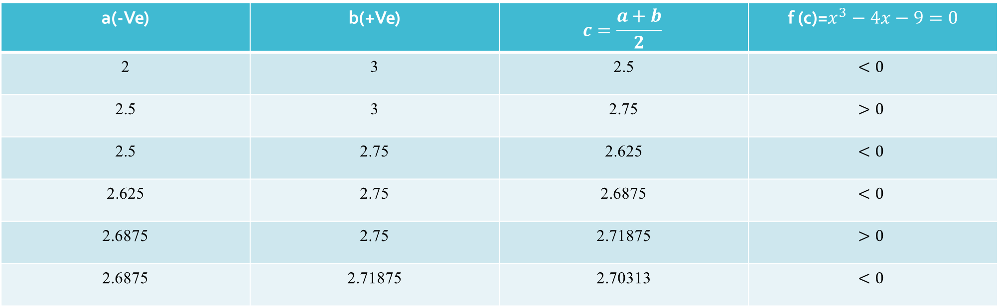 a(-Ve) b(+Ve) c = a + b / 2 f (c)=x³ − 4x − 9 = 0
2 3 2.5 < 0
2.5 3 2.75 > 0
2.5 2.75 2.625 < 0
2.625 2.75 2.6875 < 0
2.6875 2.75 2.71875 > 0
2.6875 2.71875 2.70313 < 0